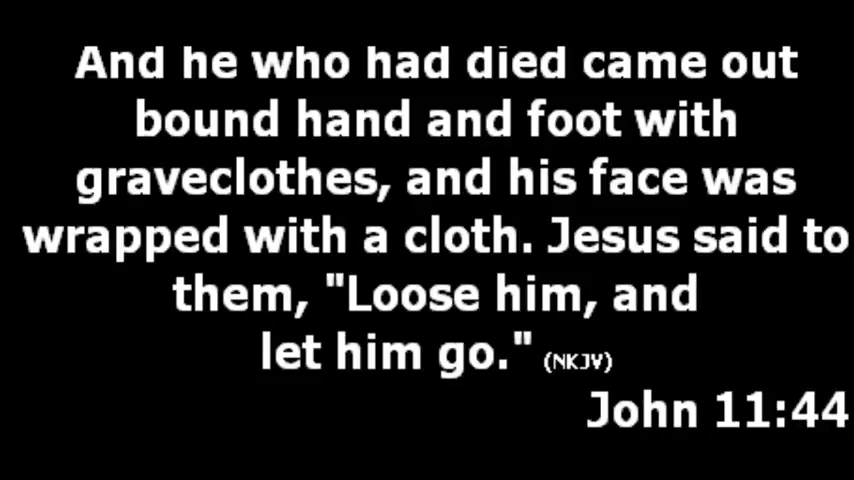 And he who had died came out
bound hand and foot with
graveclothes, and his face was
wrapped with a cloth. Jesus said to
them, "Loose him, and
let him go." (NKJV)
John 11:44